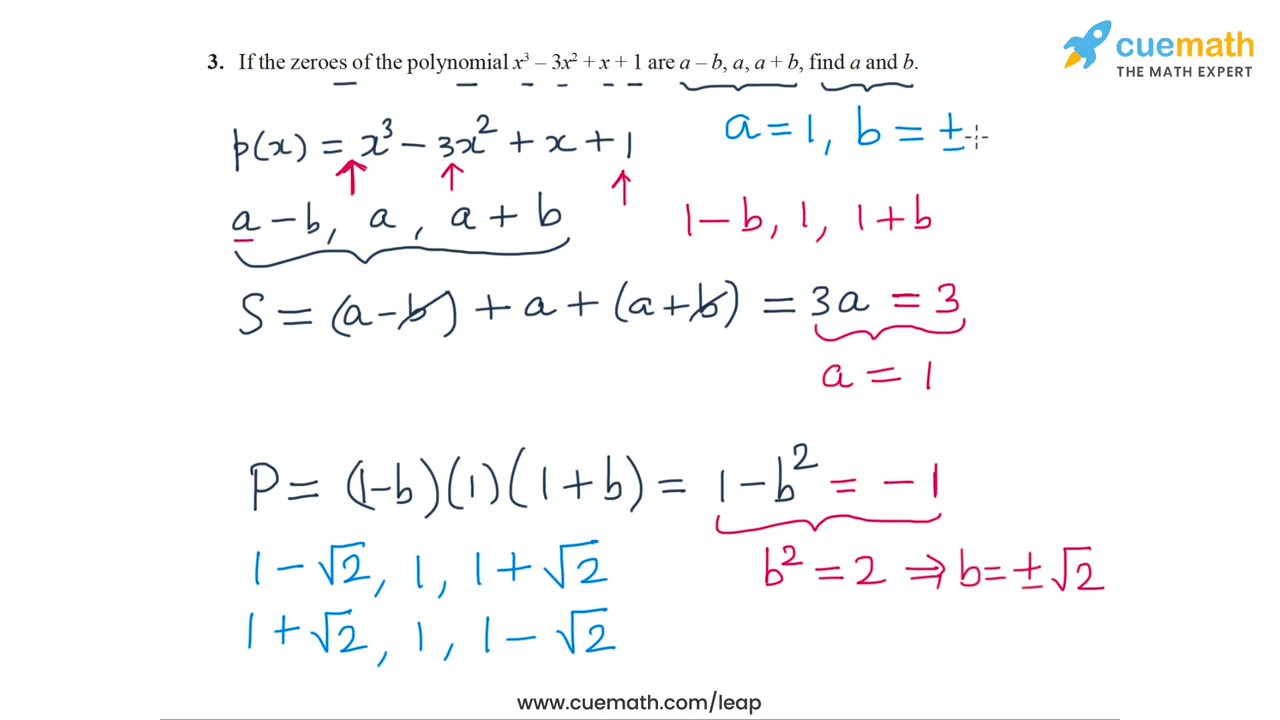 cuemath
THE MATH EXPERT
3. If the zeroes of the polynomial x³ – 3x² + x + 1 are a – b, a, a + b, find a and b.
p(x) = x³ – 3x² + x + 1
a = 1, b = ±
a – b, a, a + b
1 – b, 1, 1 + b
S = (a – b) + a + (a + b) = 3a = 3
a = 1
P = (1 – b)(1)(1 + b) = 1 – b² = –1
1 – √2, 1, 1 + √2
b² = 2 ⇒ b = ±√2
1 + √2, 1, 1 – √2
www.cuemath.com/leap